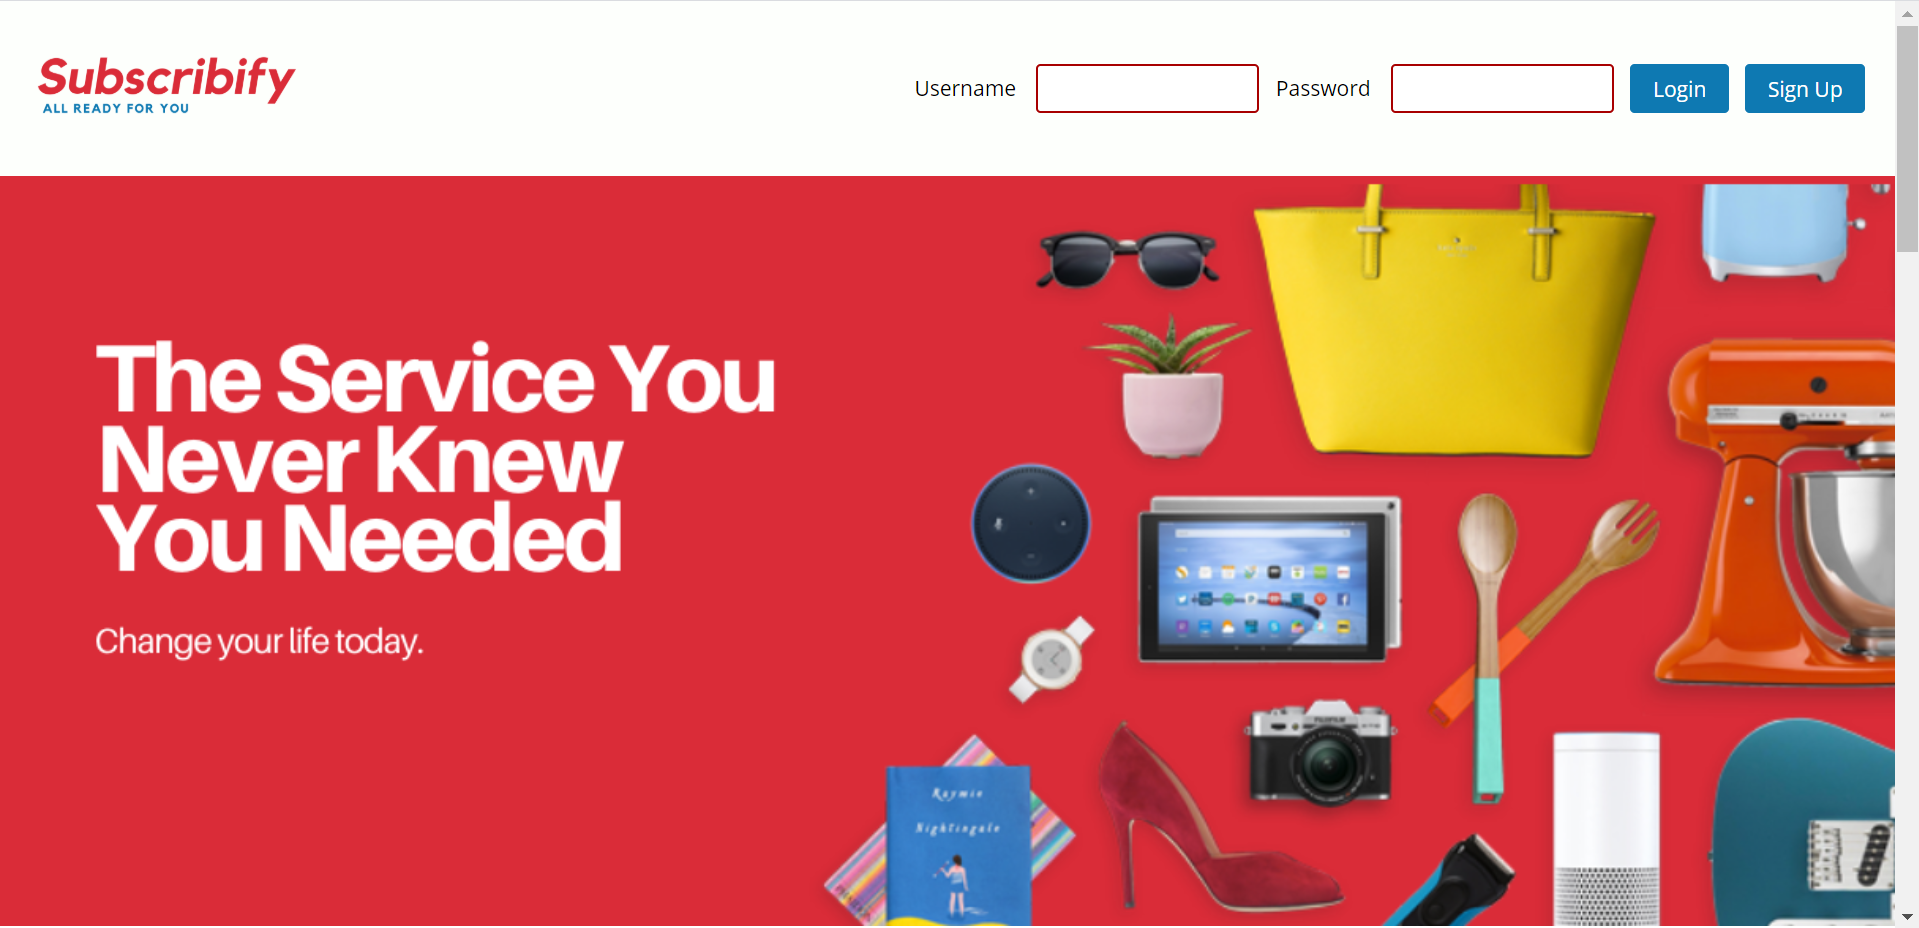 Subscribify
ALL READY FOR YOU
Username
Password
Login
Sign Up
The Service You
Never Knew
You Needed
Change your life today.
FUJIFILM
Raymie
Nightingale